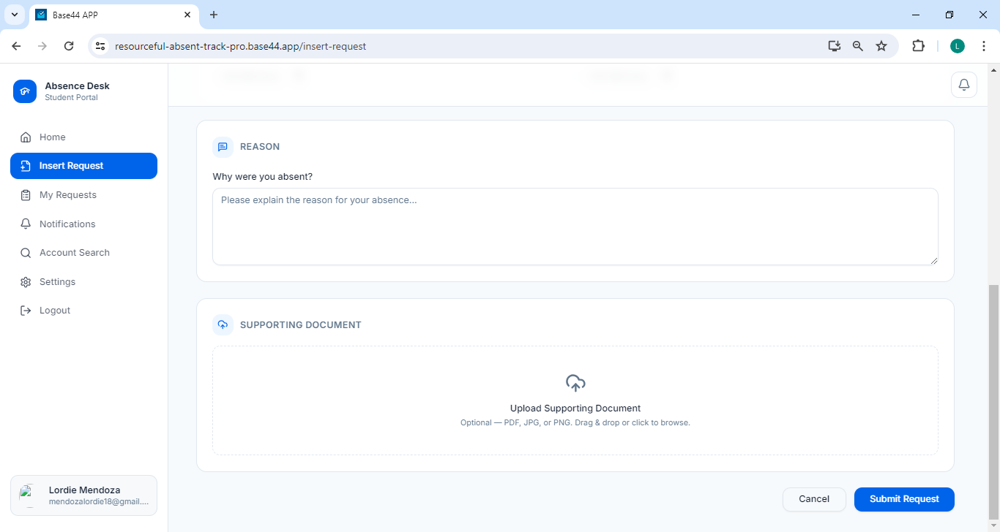 Base44 APP
resourceful-absent-track-pro.base44.app/insert-request
L
Absence Desk
Student Portal
Home
Insert Request
My Requests
Notifications
Account Search
Settings
Logout
Lordie Mendoza
mendozalordie18@gmail....
REASON
Why were you absent?
Please explain the reason for your absence...
SUPPORTING DOCUMENT
Upload Supporting Document
Optional — PDF, JPG, or PNG. Drag & drop or click to browse.
Cancel
Submit Request